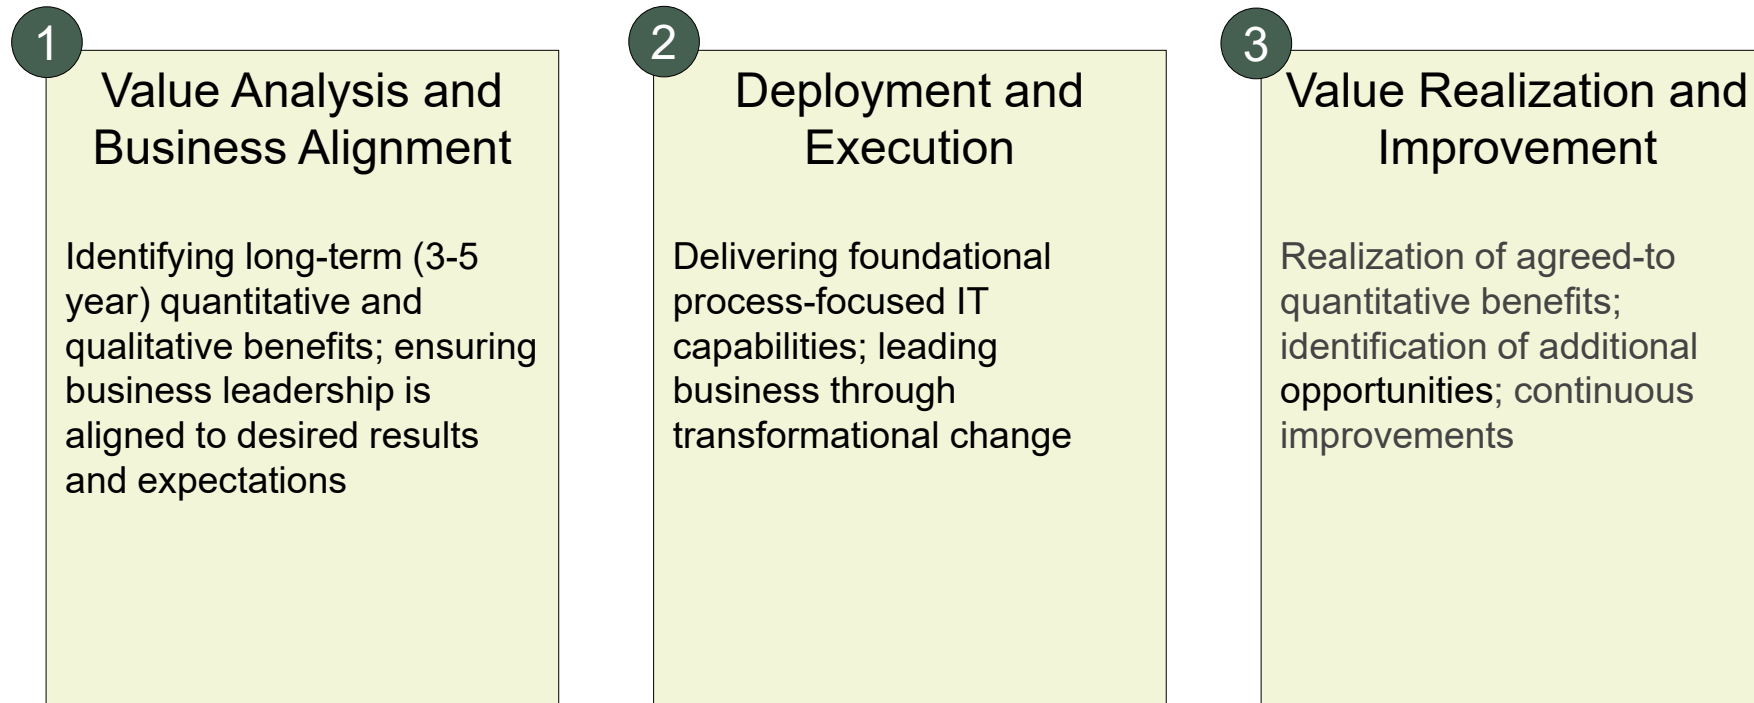 1
Value Analysis and
Business Alignment
Identifying long-term (3-5
year) quantitative and
qualitative benefits; ensuring
business leadership is
aligned to desired results
and expectations
2
Deployment and
Execution
Delivering foundational
process-focused IT
capabilities; leading
business through
transformational change
3
Value Realization and
Improvement
Realization of agreed-to
quantitative benefits;
identification of additional
opportunities; continuous
improvements